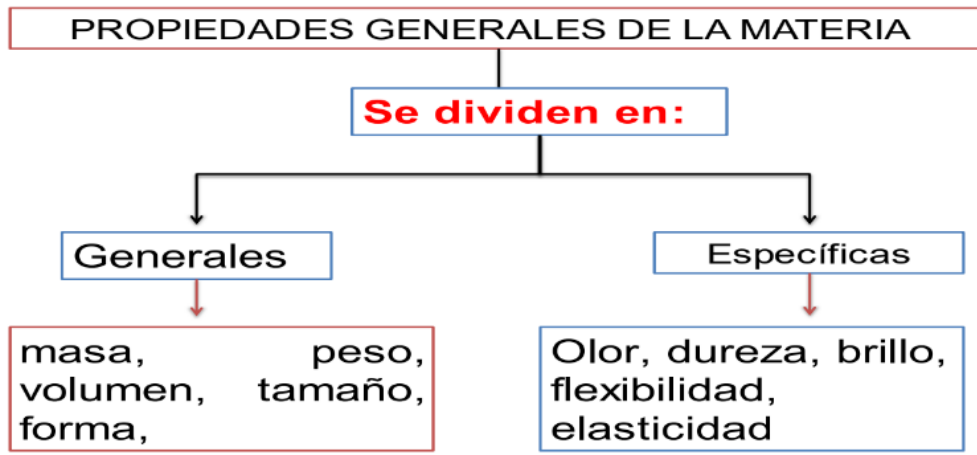 PROPIEDADES GENERALES DE LA MATERIA
Se dividen en:
Generales
Específicas
masa, peso,
volumen, tamaño,
forma,
Olor, dureza, brillo,
flexibilidad,
elasticidad